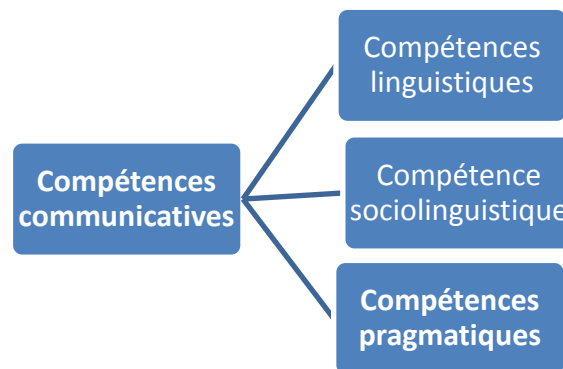 Compétences
linguistiques
Compétences
communicatives
Compétence
sociolinguistique
Compétences
pragmatiques